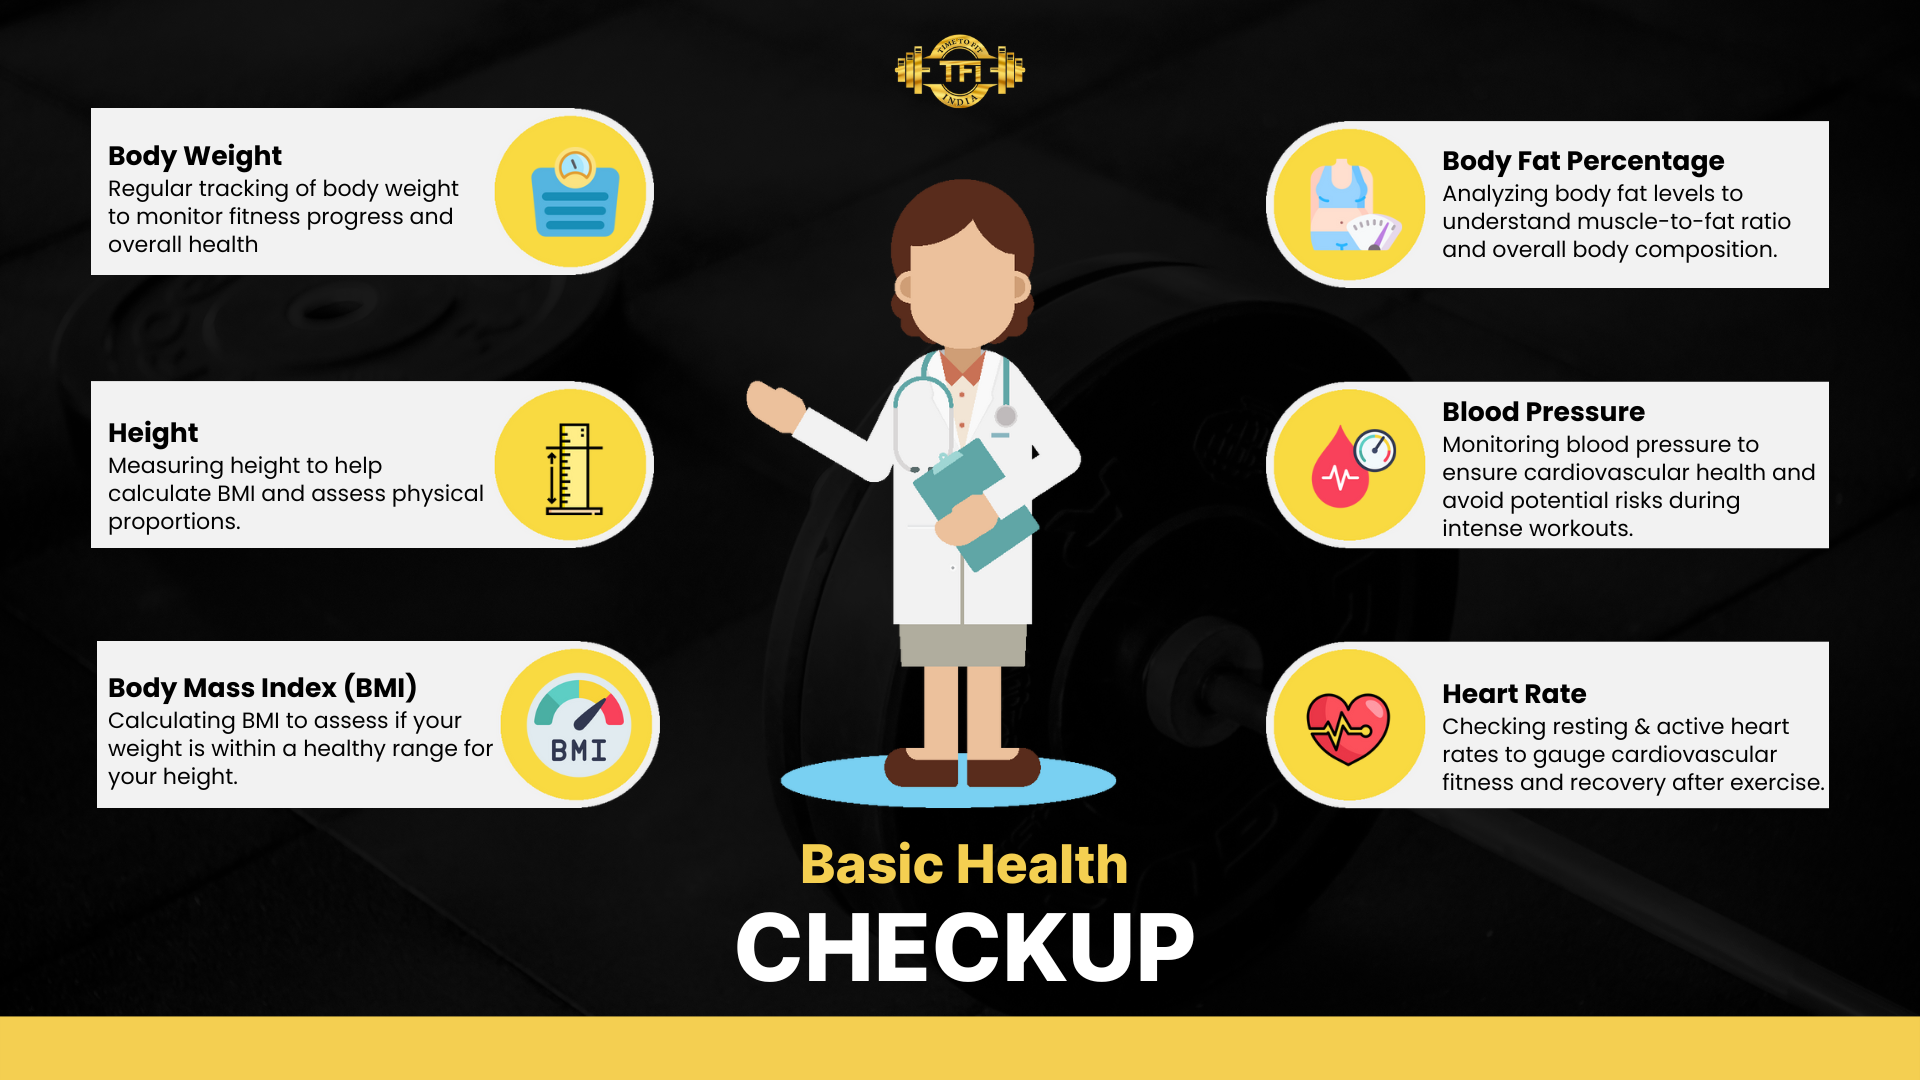 TIME TO FIT
TFI
INDIA
Body Weight
Regular tracking of body weight
to monitor fitness progress and
overall health
Height
Measuring height to help
calculate BMI and assess physical
proportions.
Body Mass Index (BMI)
Calculating BMI to assess if your
weight is within a healthy range for
your height.
BMI
Body Fat Percentage
Analyzing body fat levels to
understand muscle-to-fat ratio
and overall body composition.
Blood Pressure
Monitoring blood pressure to
ensure cardiovascular health and
avoid potential risks during
intense workouts.
Heart Rate
Checking resting & active heart
rates to gauge cardiovascular
fitness and recovery after exercise.
Basic Health
CHECKUP